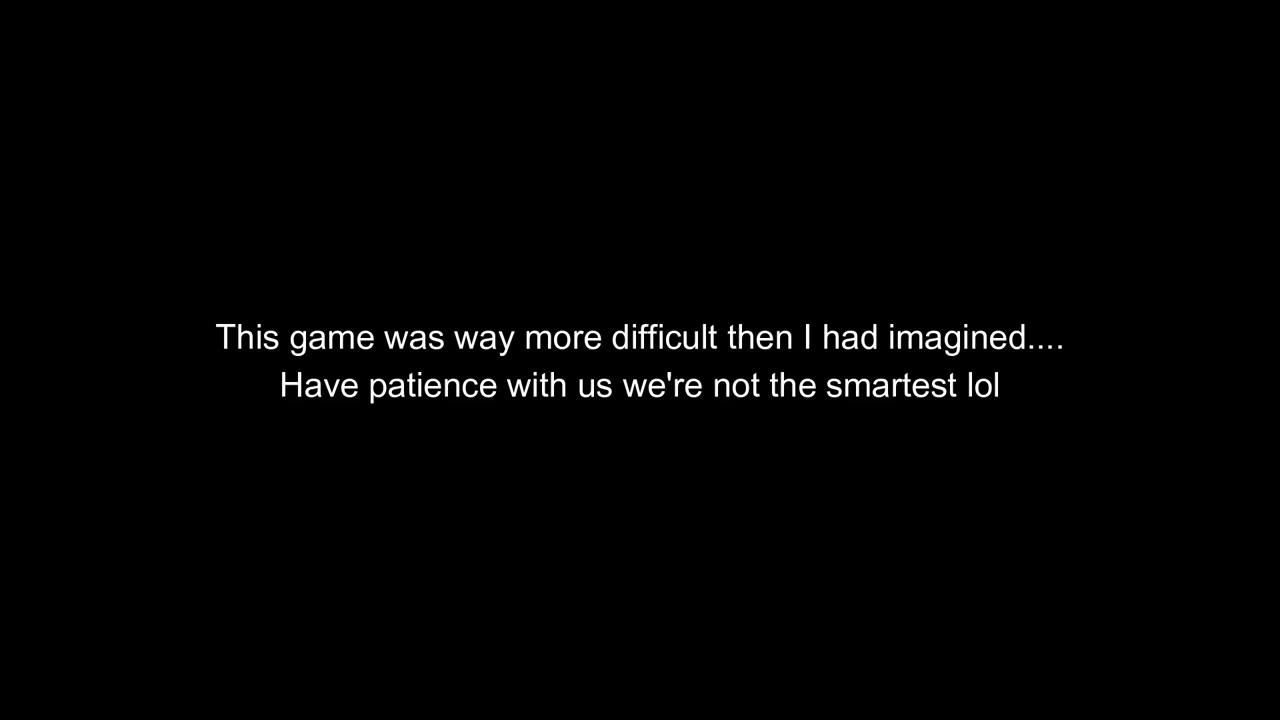 This game was way more difficult then I had imagined....
Have patience with us we're not the smartest lol